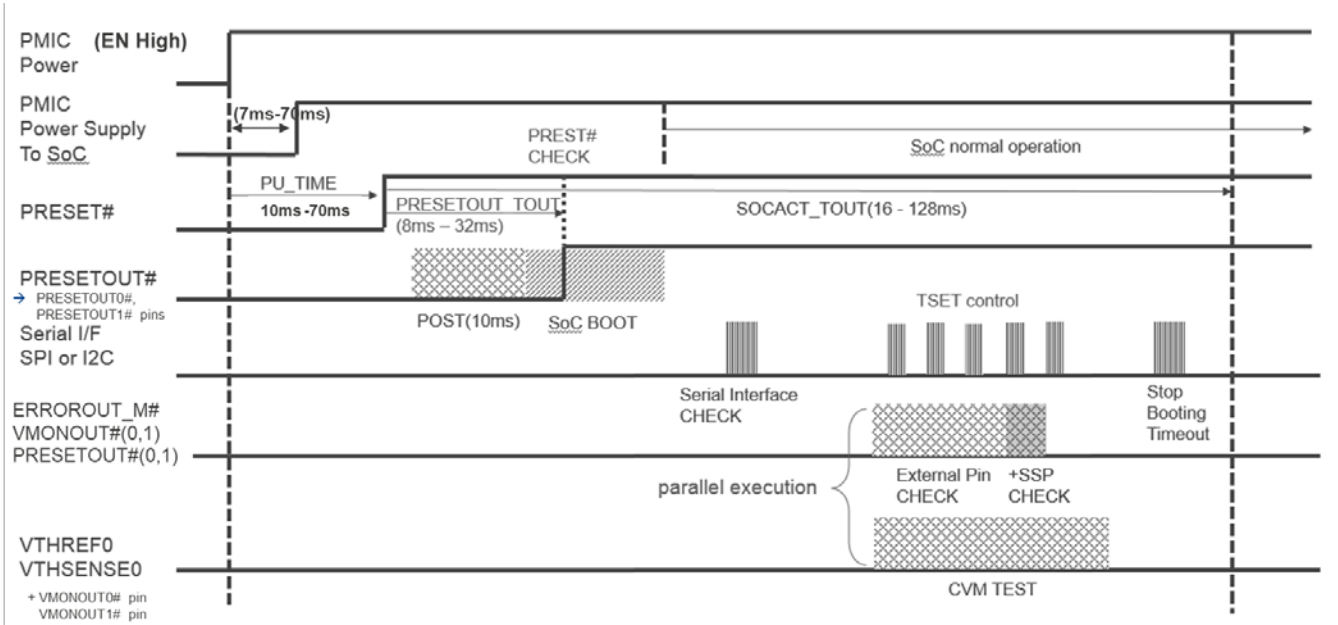 PMIC (EN High)
Power
PMIC
Power Supply
To SoC
(7ms-70ms)
PREST#
CHECK
SoC normal operation
PU_TIME
10ms -70ms
PRESET#
PRESETOUT_TOUT
(8ms – 32ms)
SOCACT_TOUT(16 - 128ms)
PRESETOUT#
→ PRESETOUT0#,
PRESETOUT1# pins
POST(10ms)
SoC BOOT
TSET control
Serial I/F
SPI or I2C
Serial Interface
CHECK
Stop
Booting
Timeout
ERROROUT_M#
VMONOUT#(0,1)
PRESETOUT#(0,1)
parallel execution
External Pin
CHECK
+SSP
CHECK
VTHREF0
VTHSENSE0
+ VMONOUT0# pin
VMONOUT1# pin
CVM TEST